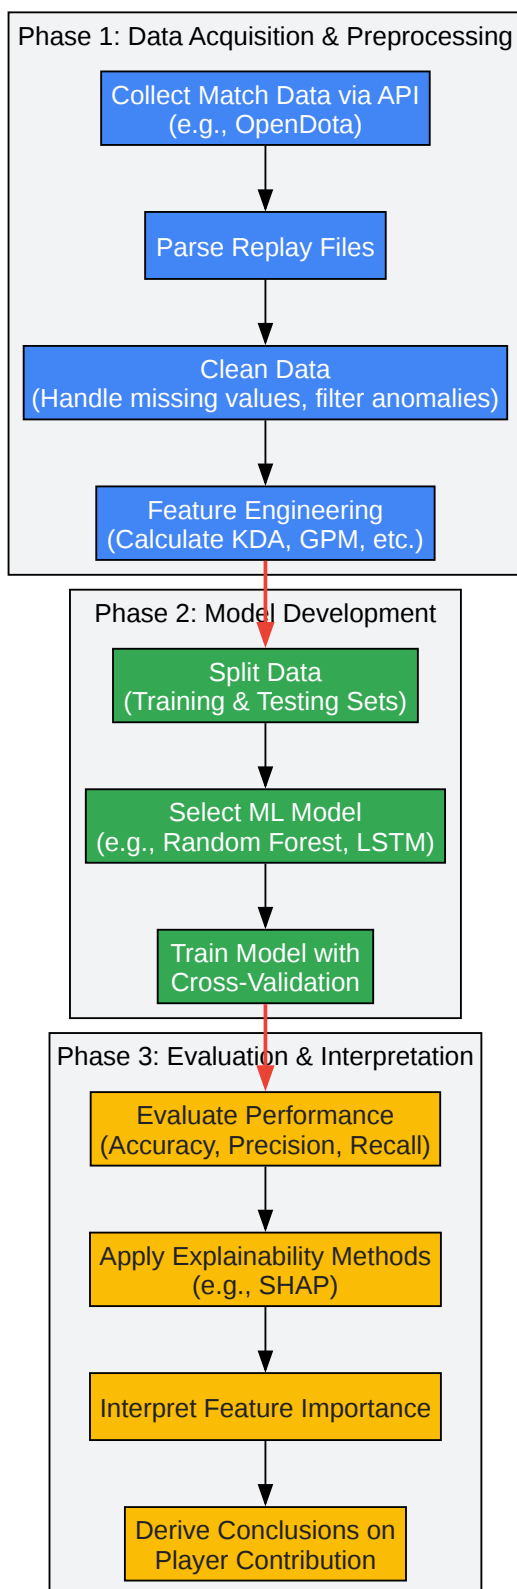 Phase 1: Data Acquisition & Preprocessing
Collect Match Data via API
(e.g., OpenDota)
Parse Replay Files
Clean Data
(Handle missing values, filter anomalies)
Feature Engineering
(Calculate KDA, GPM, etc.)
Phase 2: Model Development
Split Data
(Training & Testing Sets)
Select ML Model
(e.g., Random Forest, LSTM)
Train Model with
Cross-Validation
Phase 3: Evaluation & Interpretation
Evaluate Performance
(Accuracy, Precision, Recall)
Apply Explainability Methods
(e.g., SHAP)
Interpret Feature Importance
Derive Conclusions on
Player Contribution